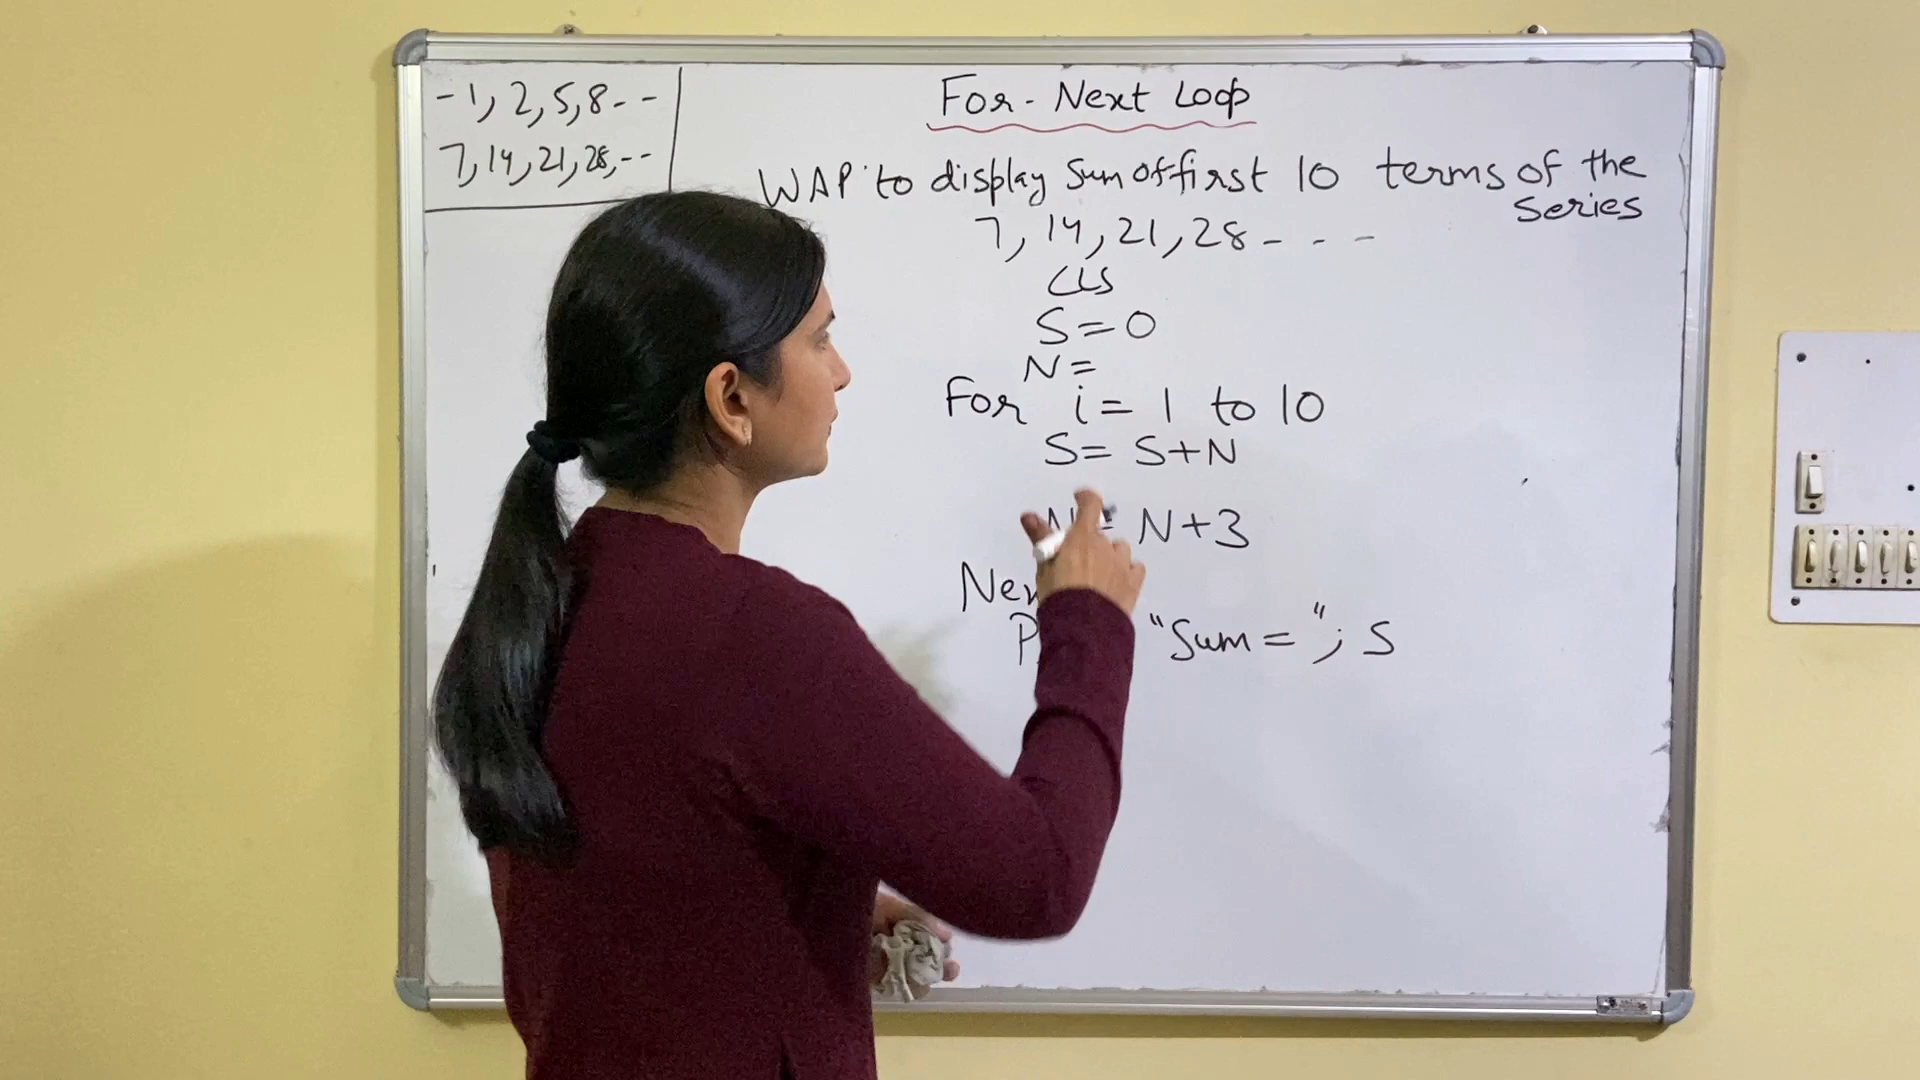 -1, 2, 5, 8- -
7, 14, 21, 28, - -
For - Next Loop
WAP to display Sum of first 10 terms of the
series
7, 14, 21, 28 - - -
CLS
S = 0
N =
For i = 1 to 10
S = S+N
N = N+3
"Sum = " ; S